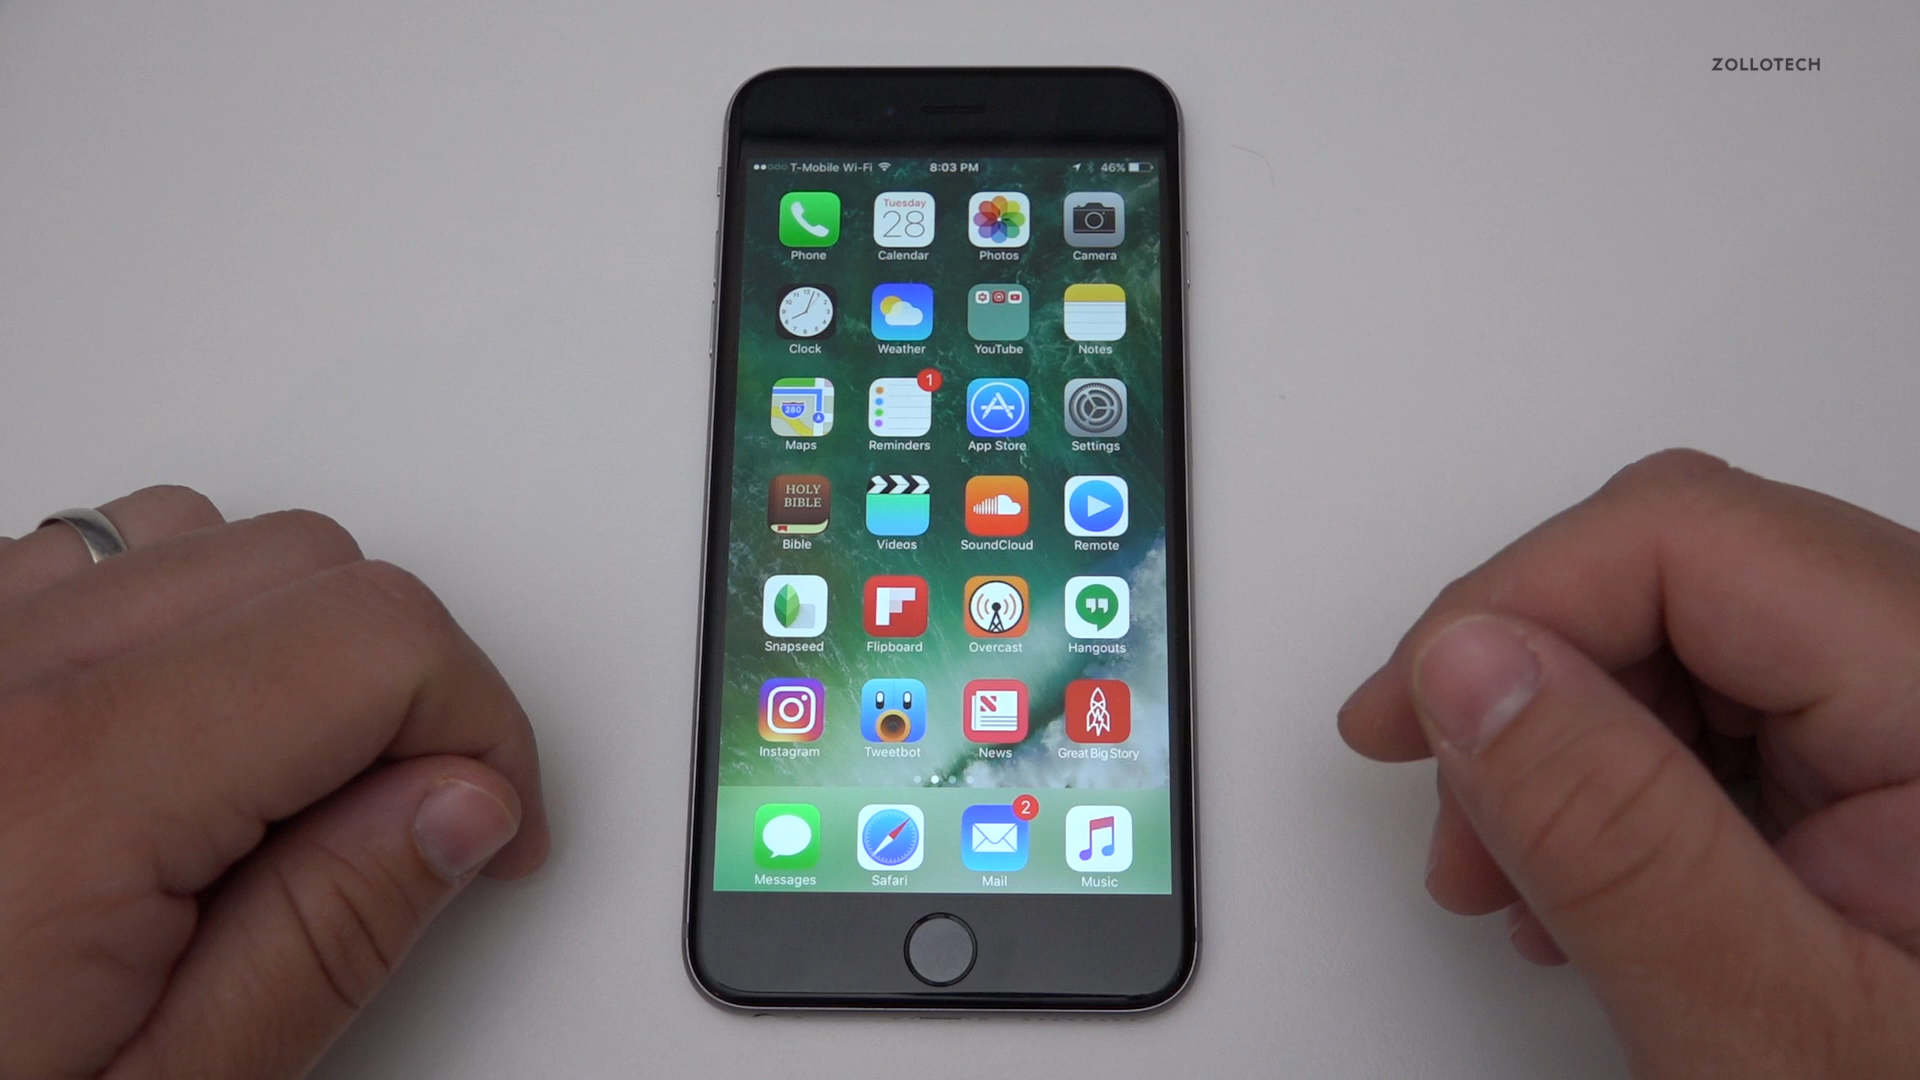 ZOLLOTECH
T-Mobile Wi-Fi 8:03 PM 46%
Tuesday
28
Phone Calendar Photos Camera
Clock Weather YouTube Notes
280
1
Maps Reminders App Store Settings
HOLY
BIBLE
Bible Videos SoundCloud Remote
Snapseed Flipboard Overcast Hangouts
Instagram Tweetbot News Great Big Story
2
Messages Safari Mail Music